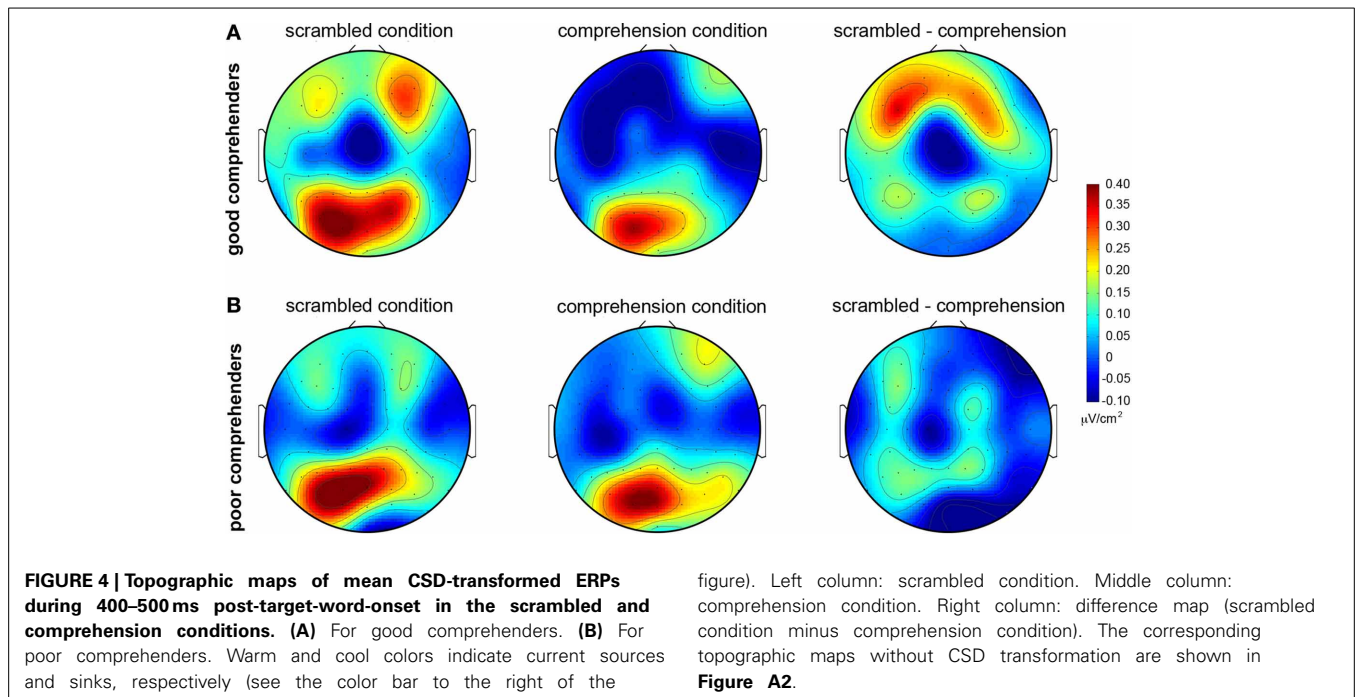 A
scrambled condition
comprehension condition
scrambled - comprehension
good comprehenders
B
scrambled condition
comprehension condition
scrambled - comprehension
poor comprehenders
0.40
0.35
0.30
0.25
0.20
0.15
0.10
0.05
0
-0.05
-0.10
μV/cm²
FIGURE 4 | Topographic maps of mean CSD-transformed ERPs
during 400–500 ms post-target-word-onset in the scrambled and
comprehension conditions. (A) For good comprehenders. (B) For
poor comprehenders. Warm and cool colors indicate current sources
and sinks, respectively (see the color bar to the right of the
figure). Left column: scrambled condition. Middle column:
comprehension condition. Right column: difference map (scrambled
condition minus comprehension condition). The corresponding
topographic maps without CSD transformation are shown in
Figure A2.